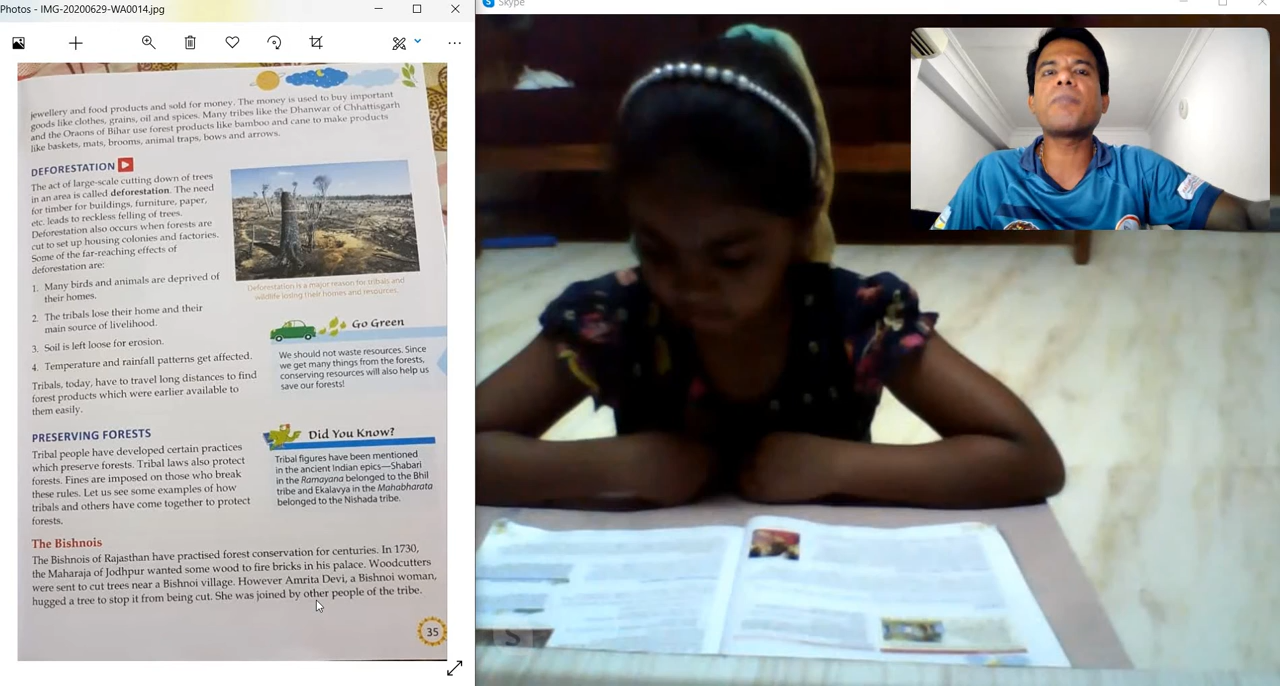 Photos - IMG-20200629-WA0014.jpg
Skype
jewellery and food products and sold for money. The money is used to buy important
goods like clothes, grains, oil and spices. Many tribes like the Dhanwar of Chhattisgarh
and the Oraons of Bihar use forest products like bamboo and cane to make products
like baskets, mats, brooms, animal traps, bows and arrows.
DEFORESTATION
The act of large-scale cutting down of trees
in an area is called deforestation. The need
for timber for buildings, furniture, paper,
etc. leads to reckless felling of trees.
Deforestation also occurs when forests are
cut to set up housing colonies and factories.
Some of the far-reaching effects of
deforestation are:
1. Many birds and animals are deprived of
their homes.
2. The tribals lose their home and their
main source of livelihood.
3. Soil is left loose for erosion.
4. Temperature and rainfall patterns get affected.
Tribals, today, have to travel long distances to find
forest products which were earlier available to
them easily.
Deforestation is a major reason for tribals and
wildlife losing their homes and resources.
Go Green
We should not waste resources. Since
we get many things from the forests,
conserving resources will also help us
save our forests!
PRESERVING FORESTS
Tribal people have developed certain practices
which preserve forests. Tribal laws also protect
forests. Fines are imposed on those who break
these rules. Let us see some examples of how
tribals and others have come together to protect
forests.
Did You Know?
Tribal figures have been mentioned
in the ancient Indian epics—Shabari
in the Ramayana belonged to the Bhil
tribe and Ekalavya in the Mahabharata
belonged to the Nishada tribe.
The Bishnois
The Bishnois of Rajasthan have practised forest conservation for centuries. In 1730,
the Maharaja of Jodhpur wanted some wood to fire bricks in his palace. Woodcutters
were sent to cut trees near a Bishnoi village. However Amrita Devi, a Bishnoi woman,
hugged a tree to stop it from being cut. She was joined by other people of the tribe.
35